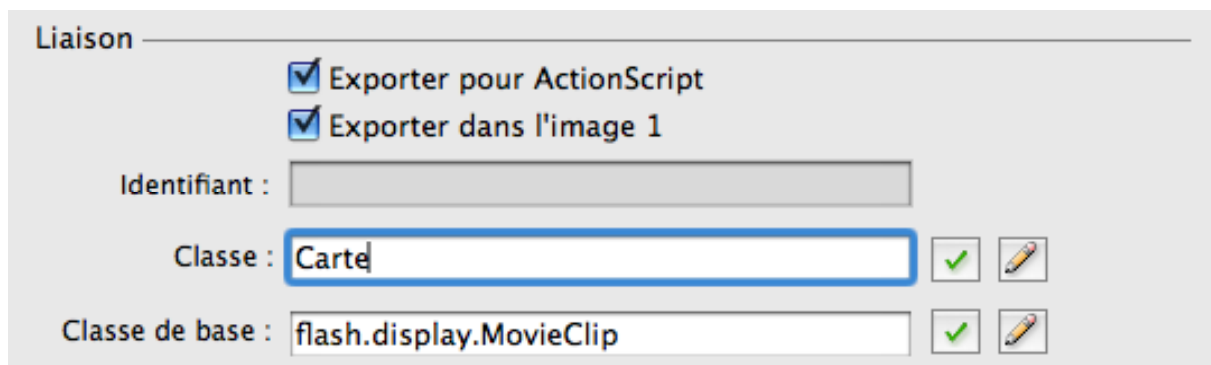 Liaison
Exporter pour ActionScript
Exporter dans l'image 1
Identifiant :
Classe : Carte
Classe de base : flash.display.MovieClip